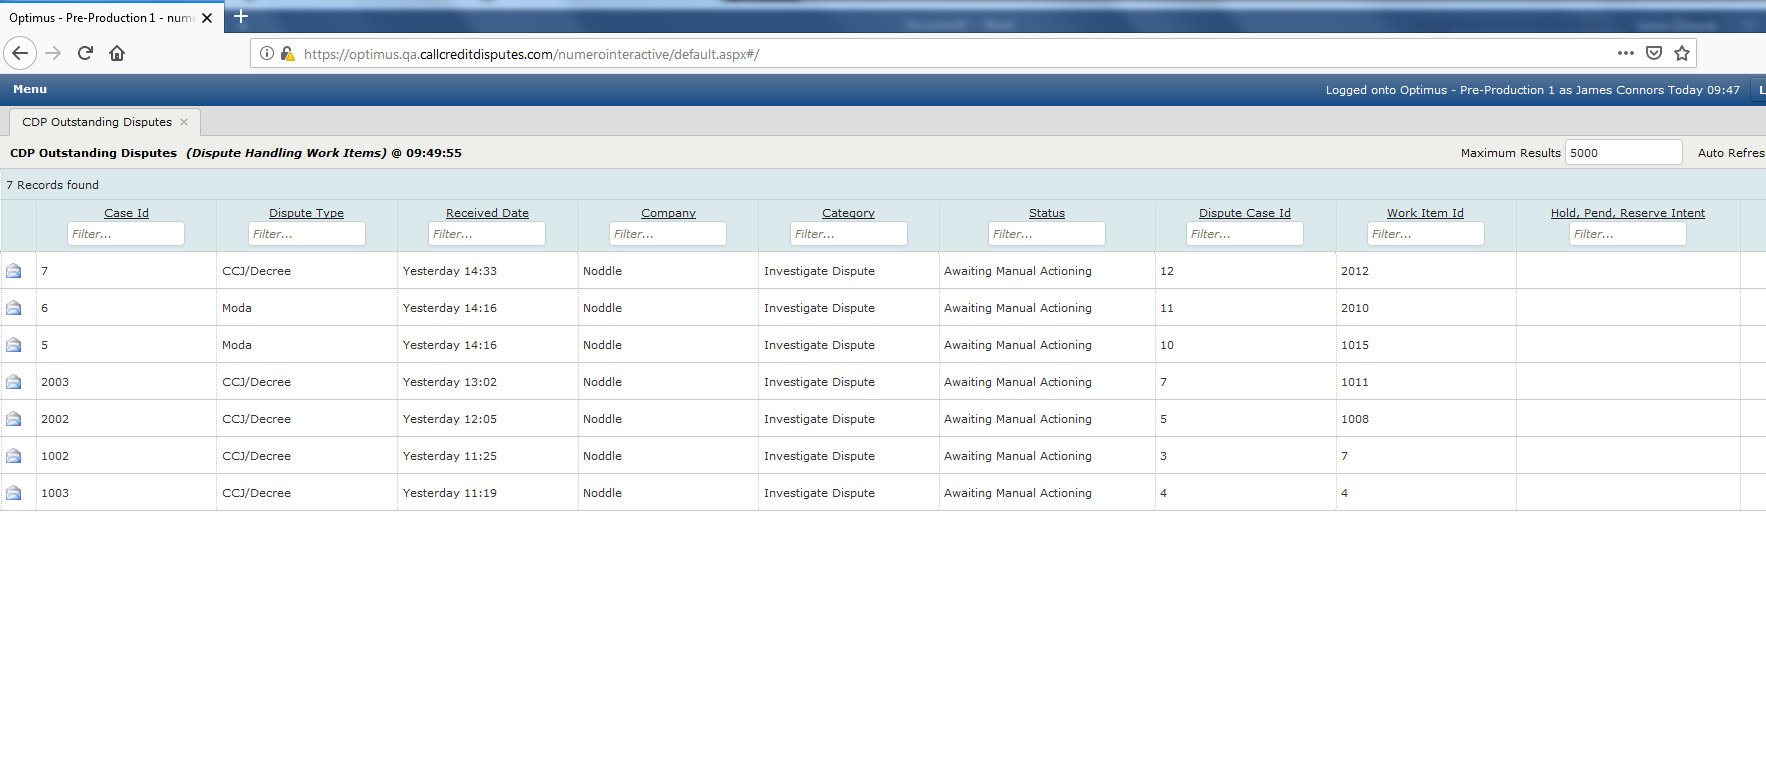 Optimus - Pre-Production 1 - nume
https://optimus.qa.callcreditdisputes.com/numerointeractive/default.aspx#/
Menu
Logged onto Optimus - Pre-Production 1 as James Connors Today 09:47 L
CDP Outstanding Disputes
CDP Outstanding Disputes (Dispute Handling Work Items) @ 09:49:55 Maximum Results 5000 Auto Refres
7 Records found
Case Id Dispute Type Received Date Company Category Status Dispute Case Id Work Item Id Hold, Pend, Reserve Intent
Filter... Filter... Filter... Filter... Filter... Filter... Filter... Filter... Filter...
7 CCJ/Decree Yesterday 14:33 Noddle Investigate Dispute Awaiting Manual Actioning 12 2012
6 Moda Yesterday 14:16 Noddle Investigate Dispute Awaiting Manual Actioning 11 2010
5 Moda Yesterday 14:16 Noddle Investigate Dispute Awaiting Manual Actioning 10 1015
2003 CCJ/Decree Yesterday 13:02 Noddle Investigate Dispute Awaiting Manual Actioning 7 1011
2002 CCJ/Decree Yesterday 12:05 Noddle Investigate Dispute Awaiting Manual Actioning 5 1008
1002 CCJ/Decree Yesterday 11:25 Noddle Investigate Dispute Awaiting Manual Actioning 3 7
1003 CCJ/Decree Yesterday 11:19 Noddle Investigate Dispute Awaiting Manual Actioning 4 4